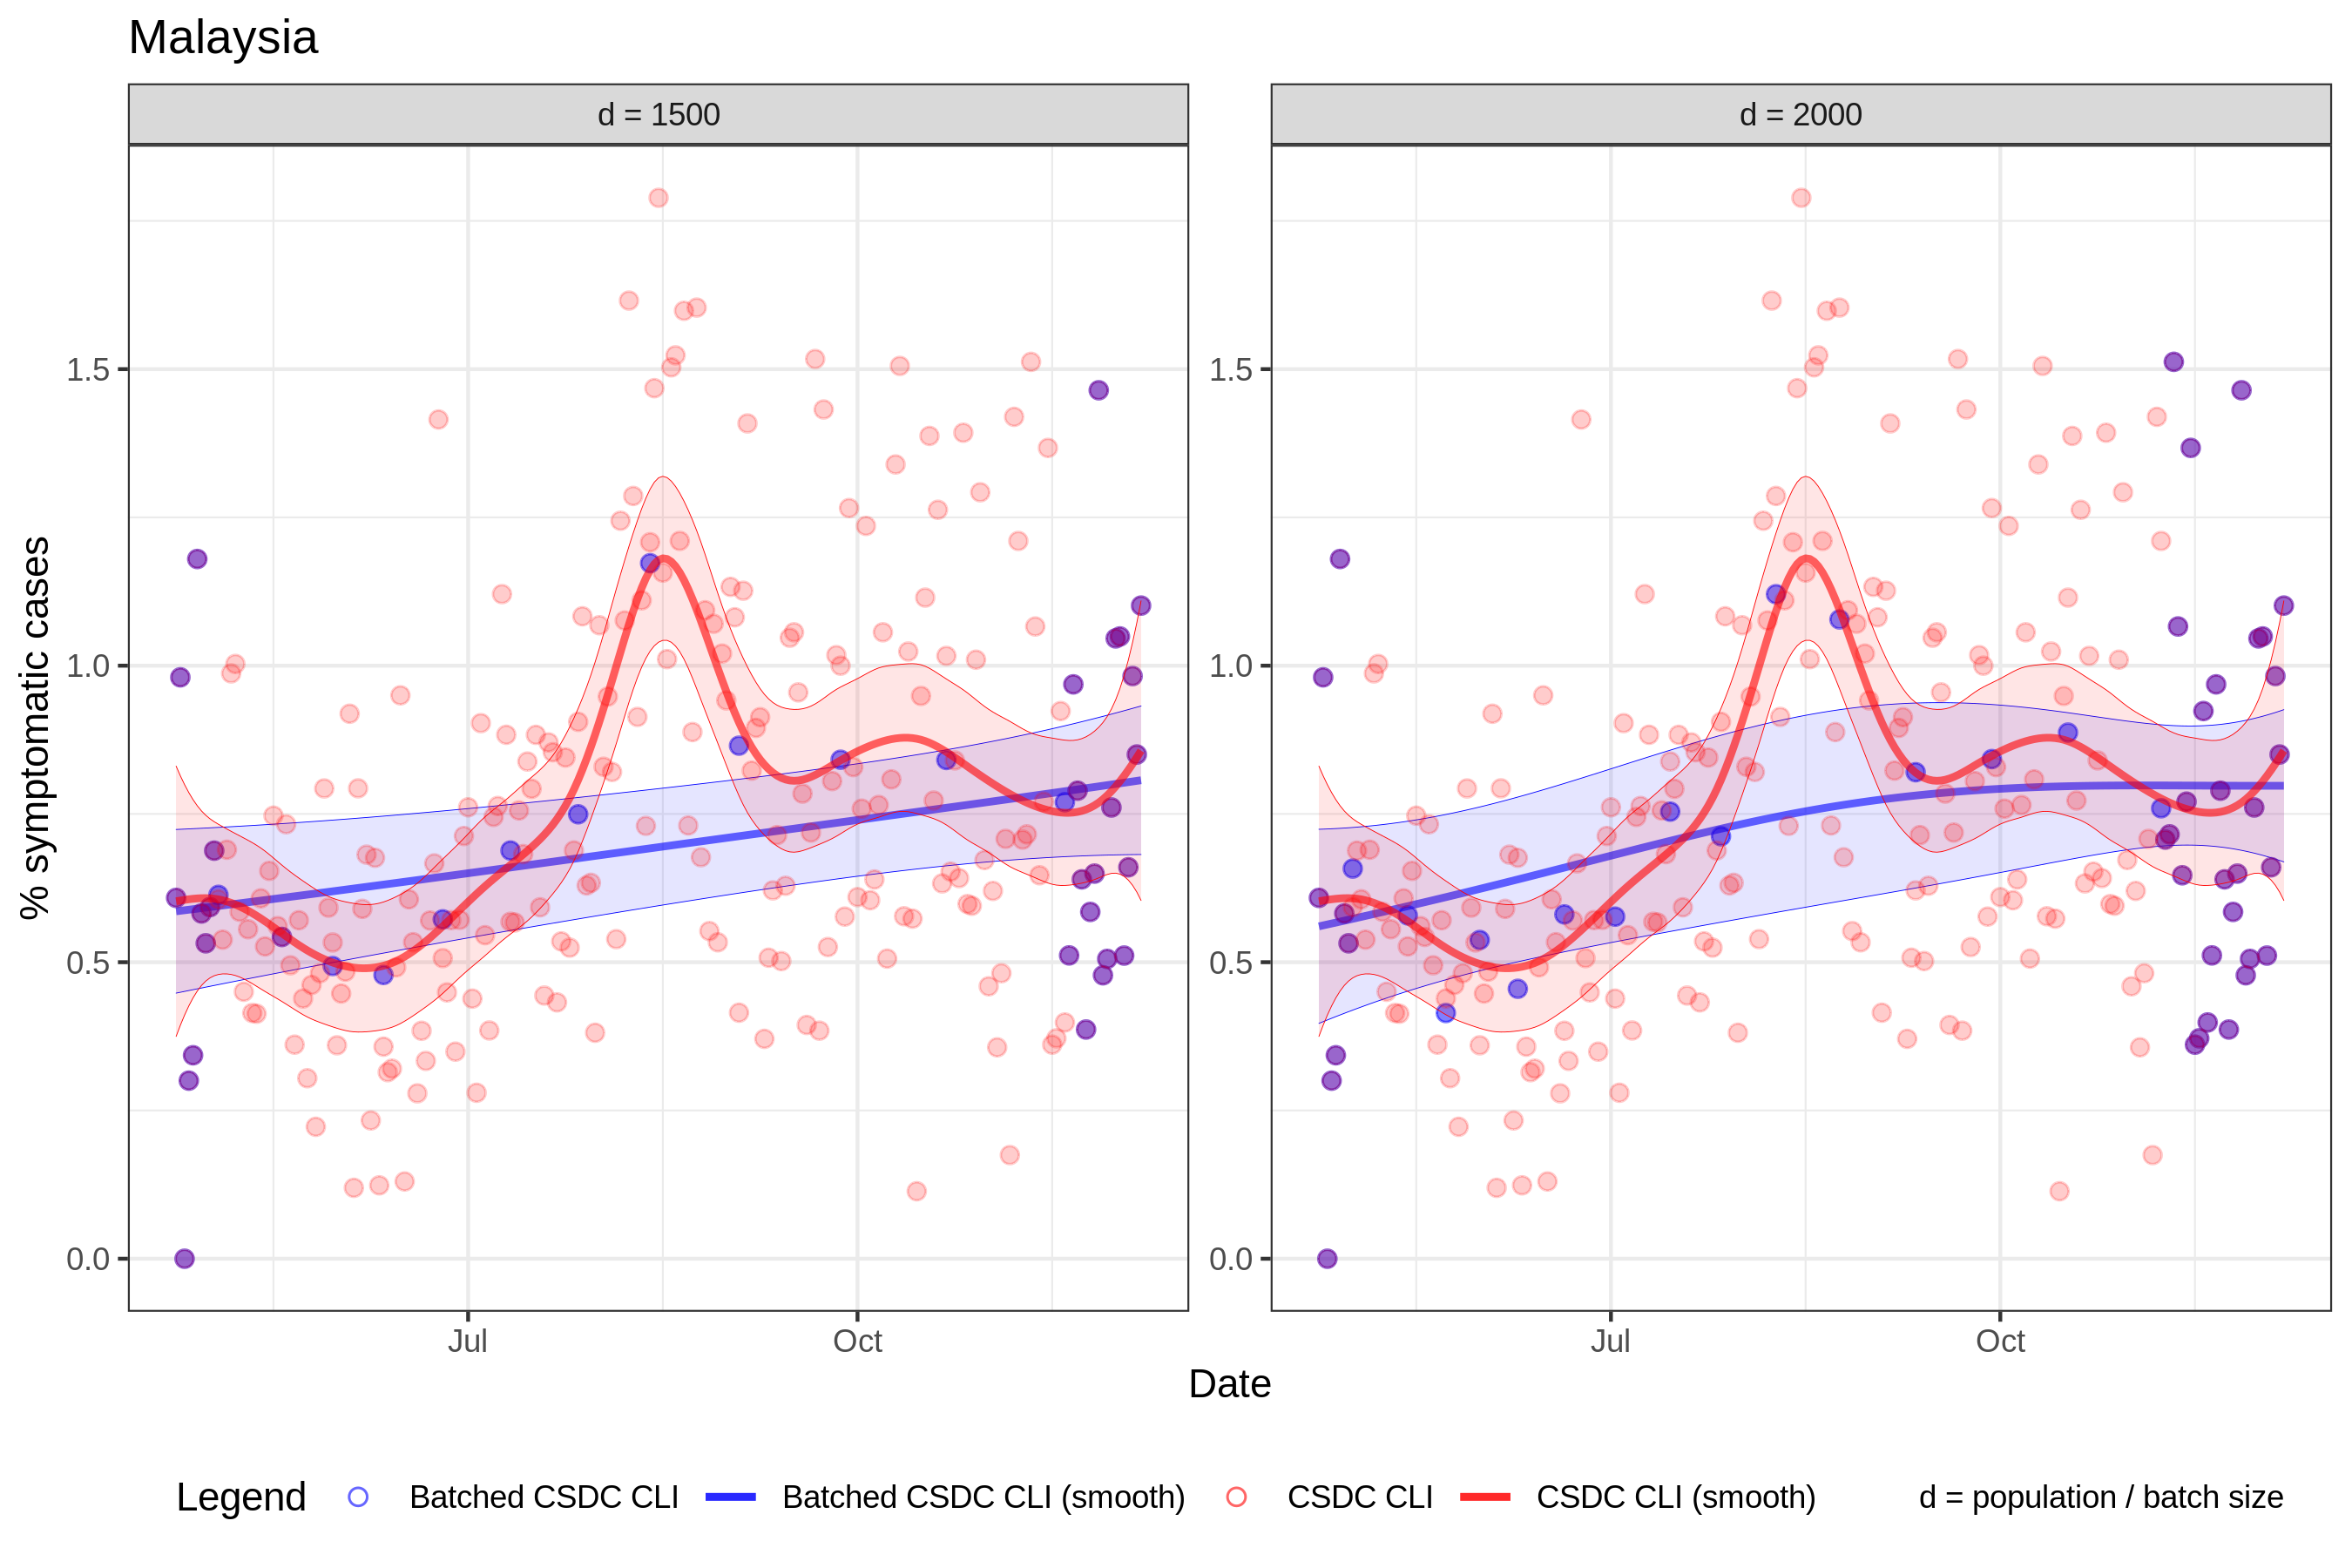 Malaysia
d = 1500
d = 2000
% symptomatic cases
1.5
1.0
0.5
0.0
1.5
1.0
0.5
0.0
Jul
Oct
Jul
Oct
Date
Legend Batched CSDC CLI Batched CSDC CLI (smooth) CSDC CLI CSDC CLI (smooth) d = population / batch size